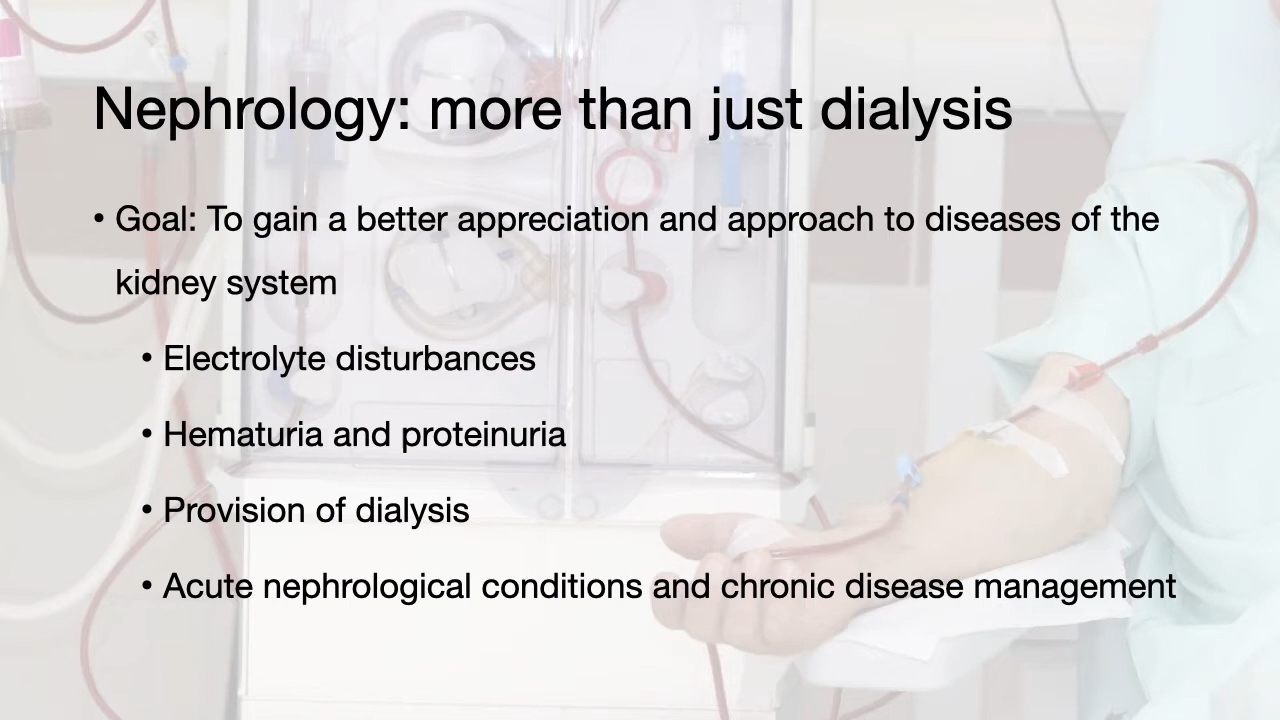 Nephrology: more than just dialysis
• Goal: To gain a better appreciation and approach to diseases of the
kidney system
• Electrolyte disturbances
• Hematuria and proteinuria
• Provision of dialysis
• Acute nephrological conditions and chronic disease management